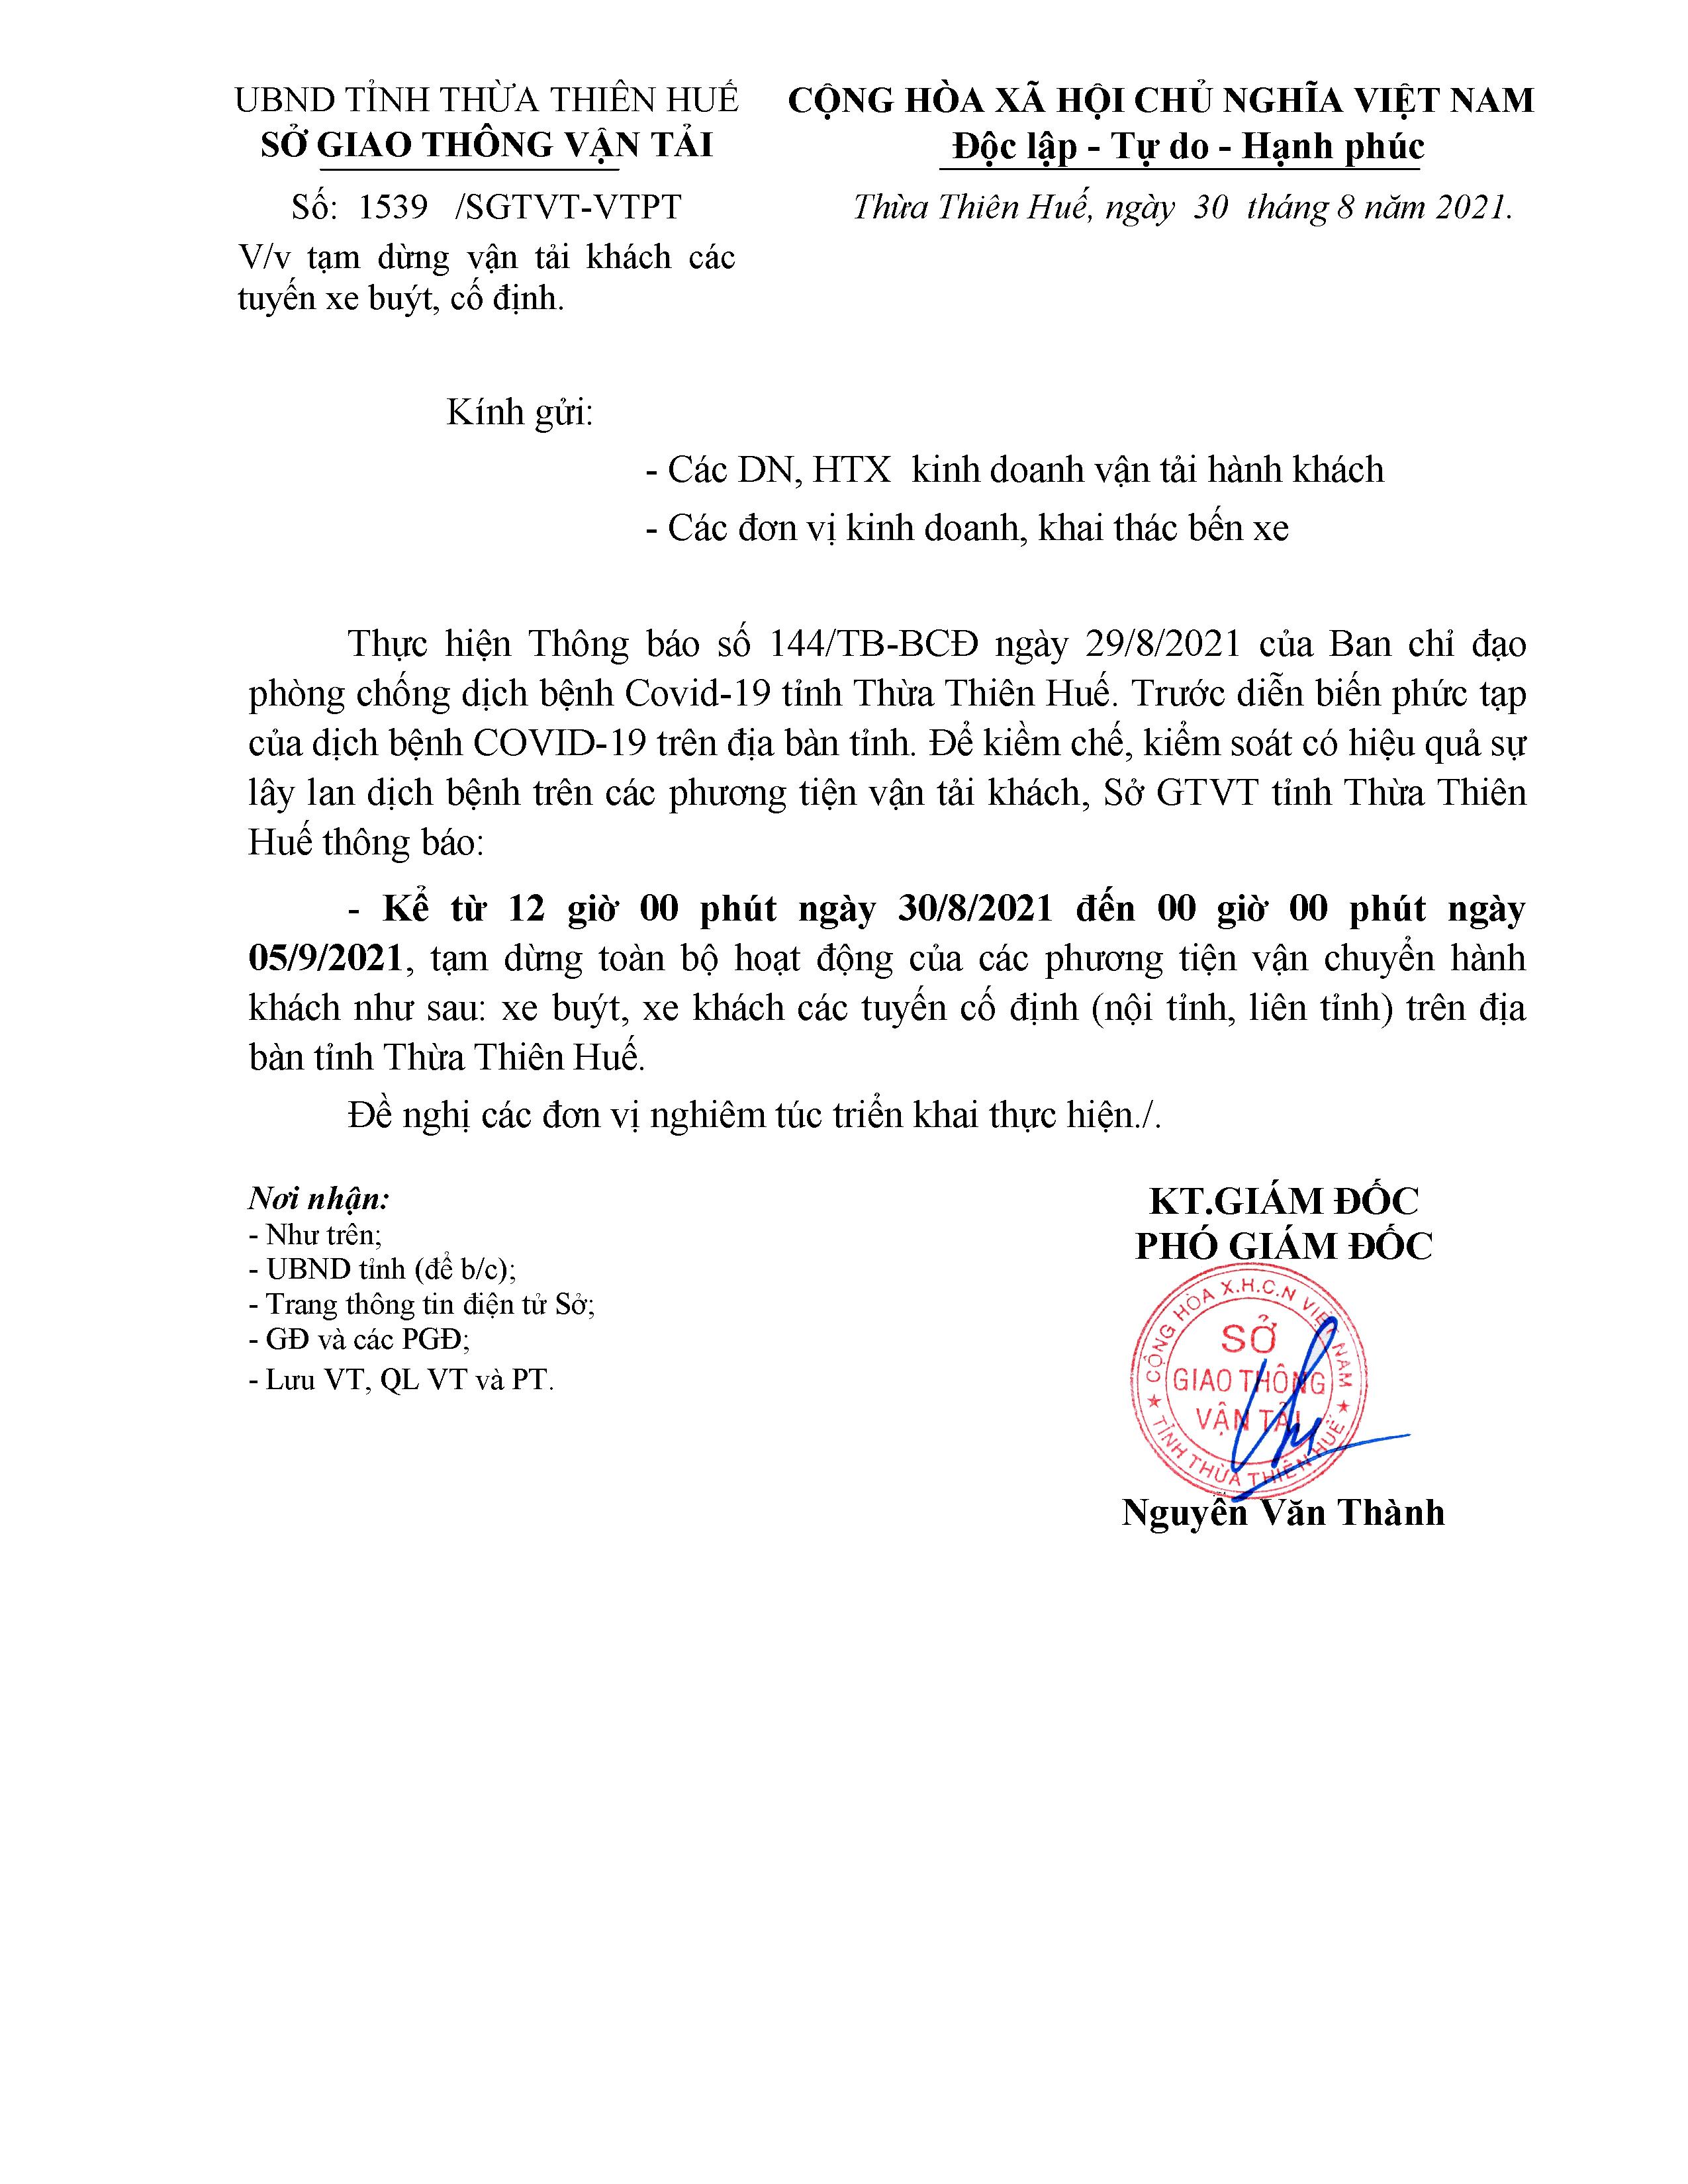 UBND TỈNH THỪA THIÊN HUẾ
SỞ GIAO THÔNG VẬN TẢI
Số: 1539 /SGTVT-VTPT
V/v tạm dừng vận tải khách các
tuyến xe buýt, cố định.
CỘNG HÒA XÃ HỘI CHỦ NGHĨA VIỆT NAM
Độc lập - Tự do - Hạnh phúc
Thừa Thiên Huế, ngày 30 tháng 8 năm 2021.
Kính gửi:
- Các DN, HTX kinh doanh vận tải hành khách
- Các đơn vị kinh doanh, khai thác bến xe
Thực hiện Thông báo số 144/TB-BCĐ ngày 29/8/2021 của Ban chỉ đạo
phòng chống dịch bệnh Covid-19 tỉnh Thừa Thiên Huế. Trước diễn biến phức tạp
của dịch bệnh COVID-19 trên địa bàn tỉnh. Để kiềm chế, kiểm soát có hiệu quả sự
lây lan dịch bệnh trên các phương tiện vận tải khách, Sở GTVT tỉnh Thừa Thiên
Huế thông báo:
- Kể từ 12 giờ 00 phút ngày 30/8/2021 đến 00 giờ 00 phút ngày
05/9/2021, tạm dừng toàn bộ hoạt động của các phương tiện vận chuyển hành
khách như sau: xe buýt, xe khách các tuyến cố định (nội tỉnh, liên tỉnh) trên địa
bàn tỉnh Thừa Thiên Huế.
Đề nghị các đơn vị nghiêm túc triển khai thực hiện./.
Nơi nhận:
- Như trên;
- UBND tỉnh (để b/c);
- Trang thông tin điện tử Sở;
- GĐ và các PGĐ;
- Lưu VT, QL VT và PT.
KT.GIÁM ĐỐC
PHÓ GIÁM ĐỐC
CỘNG HÒA X.H.C.N VIỆT NAM
SỞ
GIAO THÔNG
VẬN TẢI
★ TỈNH THỪA THIÊN HUẾ ★
Nguyễn Văn Thành